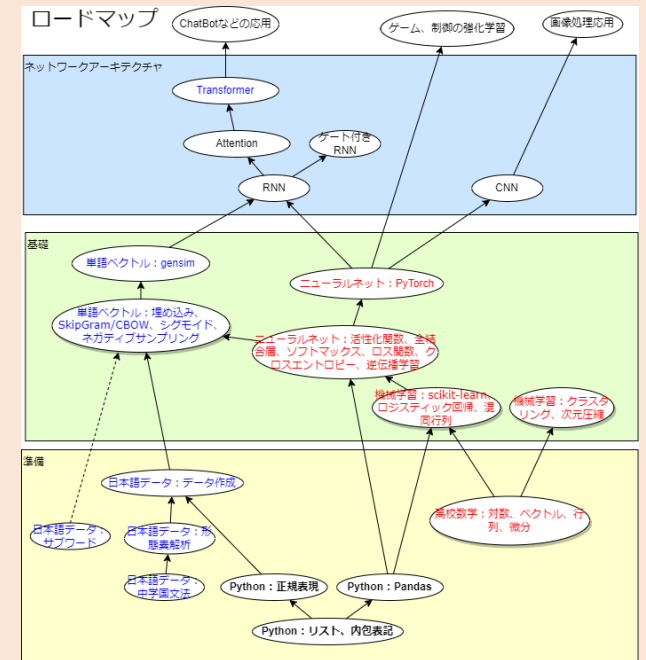 ロードマップ
ChatBotなどの応用
ゲーム、制御の強化学習
画像処理応用
ネットワークアーキテクチャ
Transformer
Attention
ゲート付き
RNN
RNN
CNN
基礎
単語ベクトル：gensim
ニューラルネット：PyTorch
単語ベクトル：埋め込み、
SkipGram/CBOW、シグモイド、
ネガティブサンプリング
ニューラルネット：活性化関数、全結
合層、ソフトマックス、ロス関数、ク
ロスエントロピー、逆伝播学習
機械学習：scikit-learn、
ロジスティック回帰、混
同行列
機械学習：クラスタ
リング、次元圧縮
準備
日本語データ：データ作成
日本語データ：
サブワード
日本語データ：形
態素解析
高校数学：対数、ベクトル、行
列、微分
日本語データ：
中学国文法
Python：正規表現
Python：Pandas
Python：リスト、内包表記